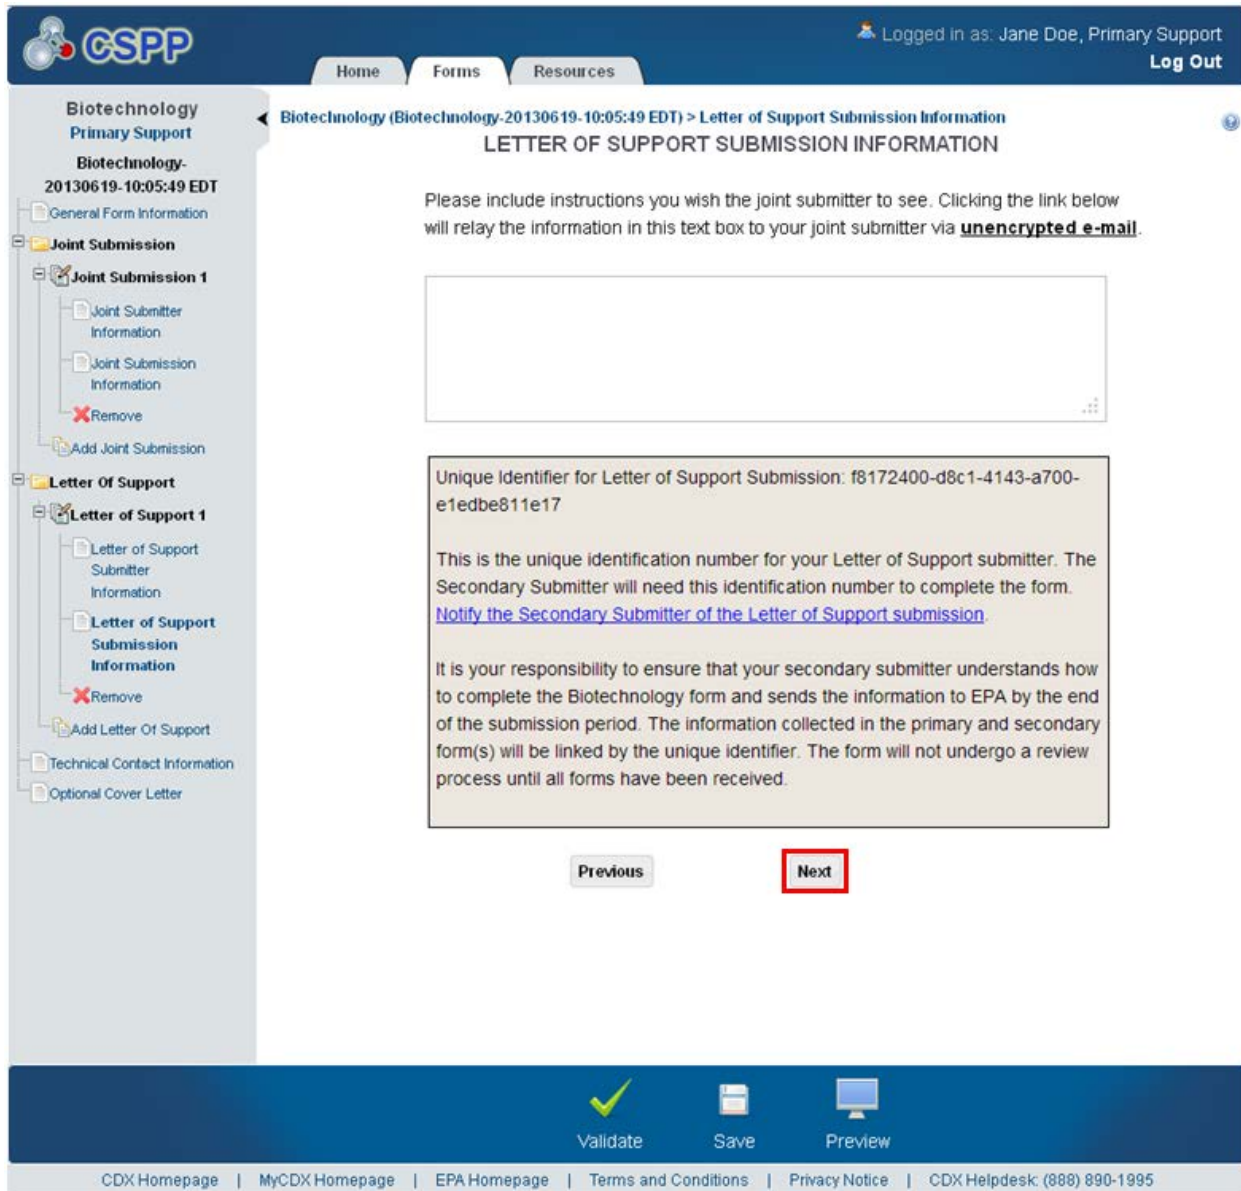 CSPP
Logged in as: Jane Doe, Primary Support
Log Out
Home
Forms
Resources
Biotechnology
Primary Support
Biotechnology-
20130619-10:05:49 EDT
General Form Information
Joint Submission
Joint Submission 1
Joint Submitter
Information
Joint Submission
Information
Remove
Add Joint Submission
Letter Of Support
Letter of Support 1
Letter of Support
Submitter
Information
Letter of Support
Submission
Information
Remove
Add Letter Of Support
Technical Contact Information
Optional Cover Letter
Biotechnology (Biotechnology-20130619-10:05:49 EDT) > Letter of Support Submission Information
LETTER OF SUPPORT SUBMISSION INFORMATION
Please include instructions you wish the joint submitter to see. Clicking the link below
will relay the information in this text box to your joint submitter via unencrypted e-mail.
Unique Identifier for Letter of Support Submission: f8172400-d8c1-4143-a700-
e1edbe811e17
This is the unique identification number for your Letter of Support submitter. The
Secondary Submitter will need this identification number to complete the form.
Notify the Secondary Submitter of the Letter of Support submission.
It is your responsibility to ensure that your secondary submitter understands how
to complete the Biotechnology form and sends the information to EPA by the end
of the submission period. The information collected in the primary and secondary
form(s) will be linked by the unique identifier. The form will not undergo a review
process until all forms have been received.
Previous
Next
Validate
Save
Preview
CDX Homepage | MyCDX Homepage | EPA Homepage | Terms and Conditions | Privacy Notice | CDX Helpdesk: (888) 890-1995